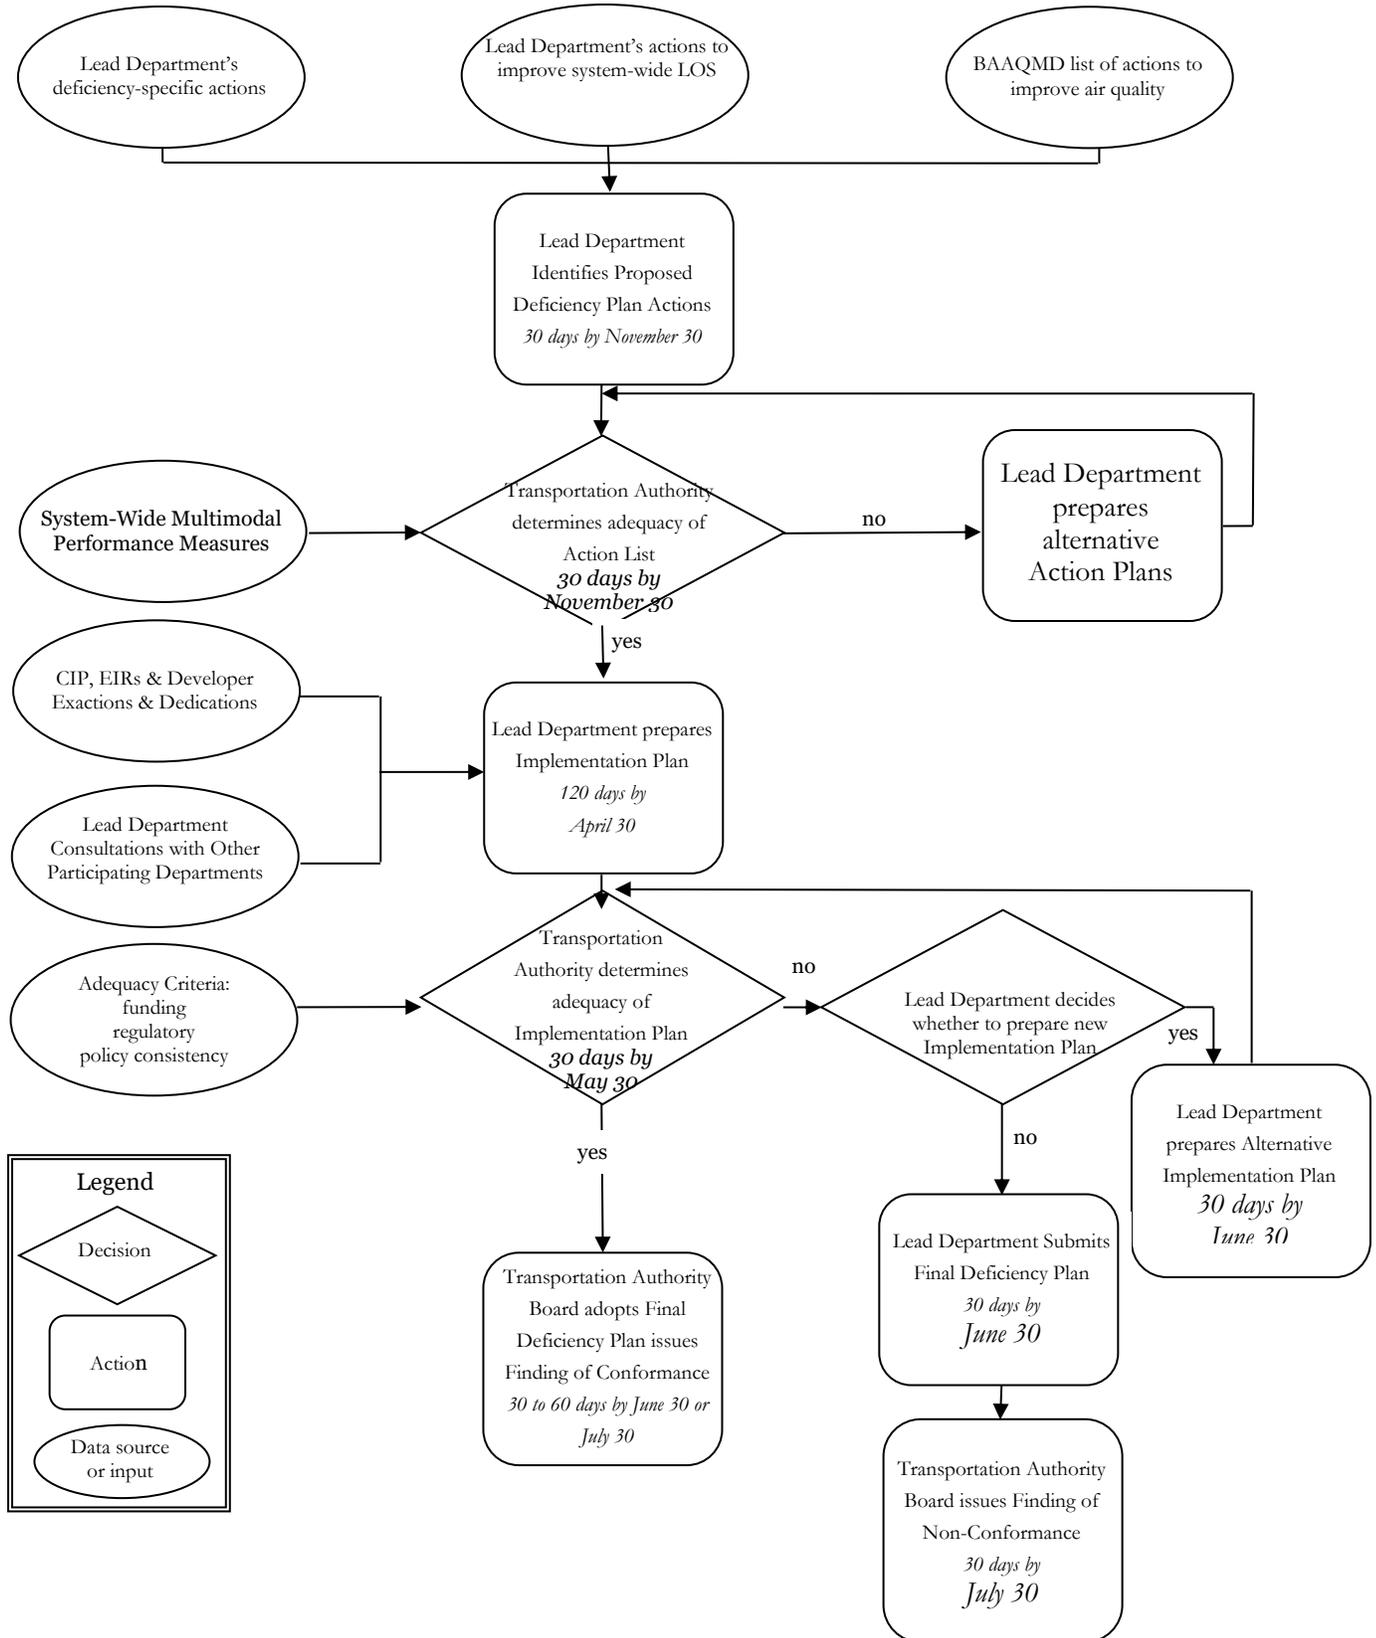 Lead Department's
deficiency-specific actions
Lead Department's actions to
improve system-wide LOS
BAAQMD list of actions to
improve air quality
Lead Department
Identifies Proposed
Deficiency Plan Actions
30 days by November 30
System-Wide Multimodal
Performance Measures
Transportation Authority
determines adequacy of
Action List
30 days by
November 30
no
Lead Department
prepares
alternative
Action Plans
yes
CIP, EIRs & Developer
Exactions & Dedications
Lead Department prepares
Implementation Plan
120 days by
April 30
Lead Department
Consultations with Other
Participating Departments
Adequacy Criteria:
funding
regulatory
policy consistency
Transportation
Authority determines
adequacy of
Implementation Plan
30 days by
May 30
no
Lead Department decides
whether to prepare new
Implementation Plan
yes
Lead Department
prepares Alternative
Implementation Plan
30 days by
June 30
yes
no
Transportation Authority
Board adopts Final
Deficiency Plan issues
Finding of Conformance
30 to 60 days by June 30 or
July 30
Lead Department Submits
Final Deficiency Plan
30 days by
June 30
Transportation Authority
Board issues Finding of
Non-Conformance
30 days by
July 30
Legend
Decision
Action
Data source
or input